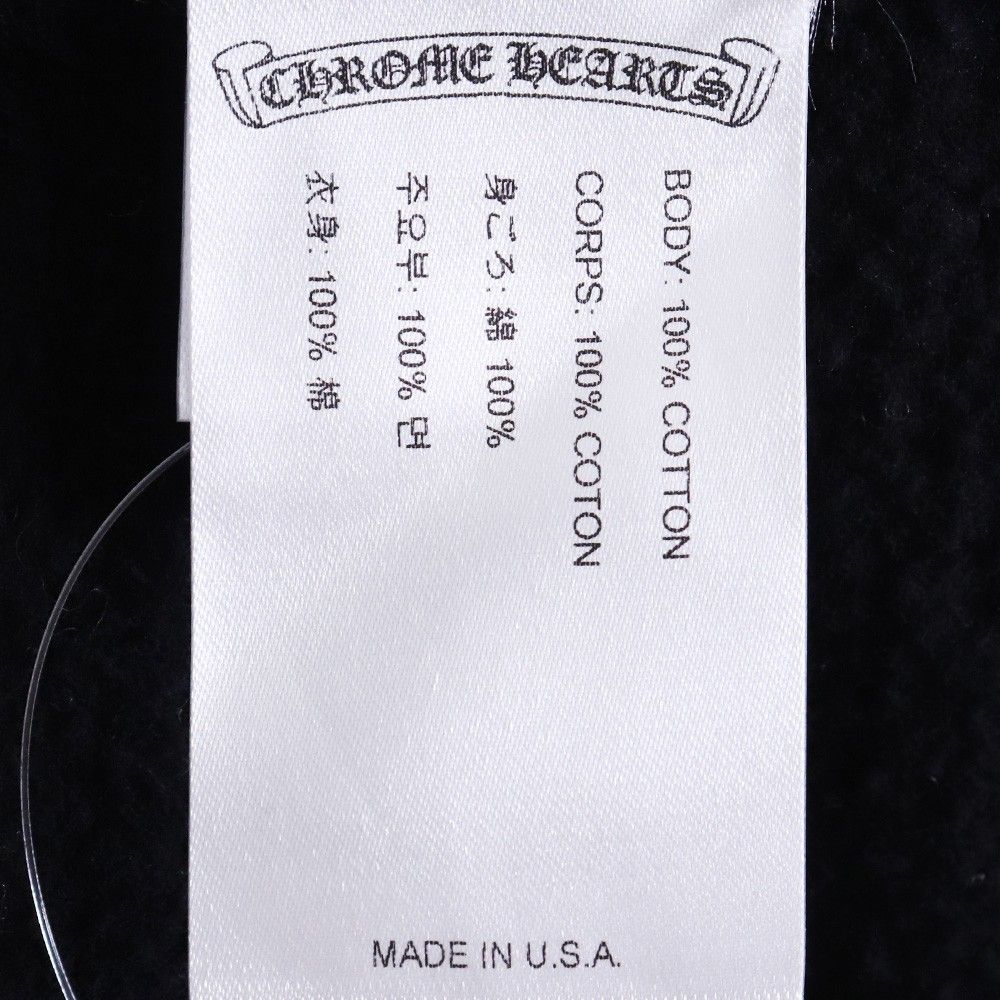 CHROME HEARTS
BODY: 100% COTTON
CORPS: 100% COTON
身ごろ: 綿 100%
주요부: 100% 면
衣身: 100% 棉
MADE IN U.S.A.